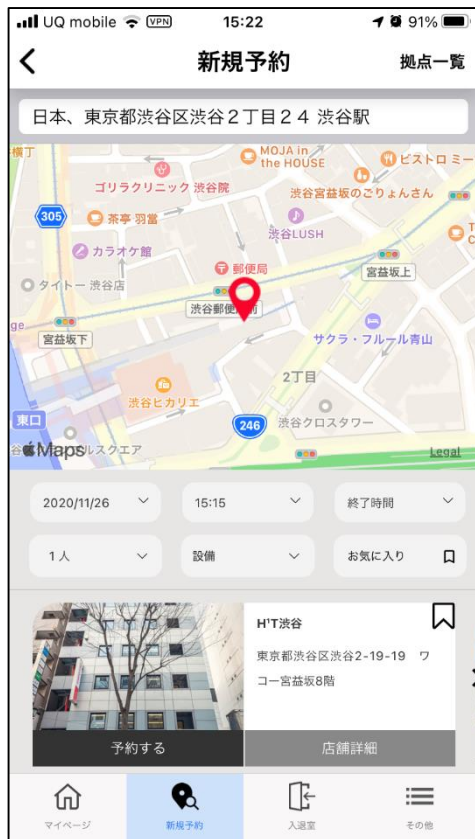 UQ mobile VPN 15:22 91%
新規予約 拠点一覧
日本、東京都渋谷区渋谷２丁目２４ 渋谷駅
横丁
MOJA in
the HOUSE
ビストロ ミー
ゴリラクリニック 渋谷院
渋谷宮益坂のごりょんさん
305
茶亭 羽當
渋谷LUSH
カラオケ館
郵便局
宮益坂上
タイトー 渋谷店
渋谷郵便
宮益坂下
サクラ・フルール青山
2丁目
渋谷ヒカリエ
東口
246
渋谷クロスタワー
Maps
ルスクエア
Legal
2020/11/26 15:15 終了時間
1人 設備 お気に入り
H¹T渋谷
東京都渋谷区渋谷2-19-19 ワ
コー宮益坂8階
予約する 店舗詳細
マイページ 新規予約 入退室 その他